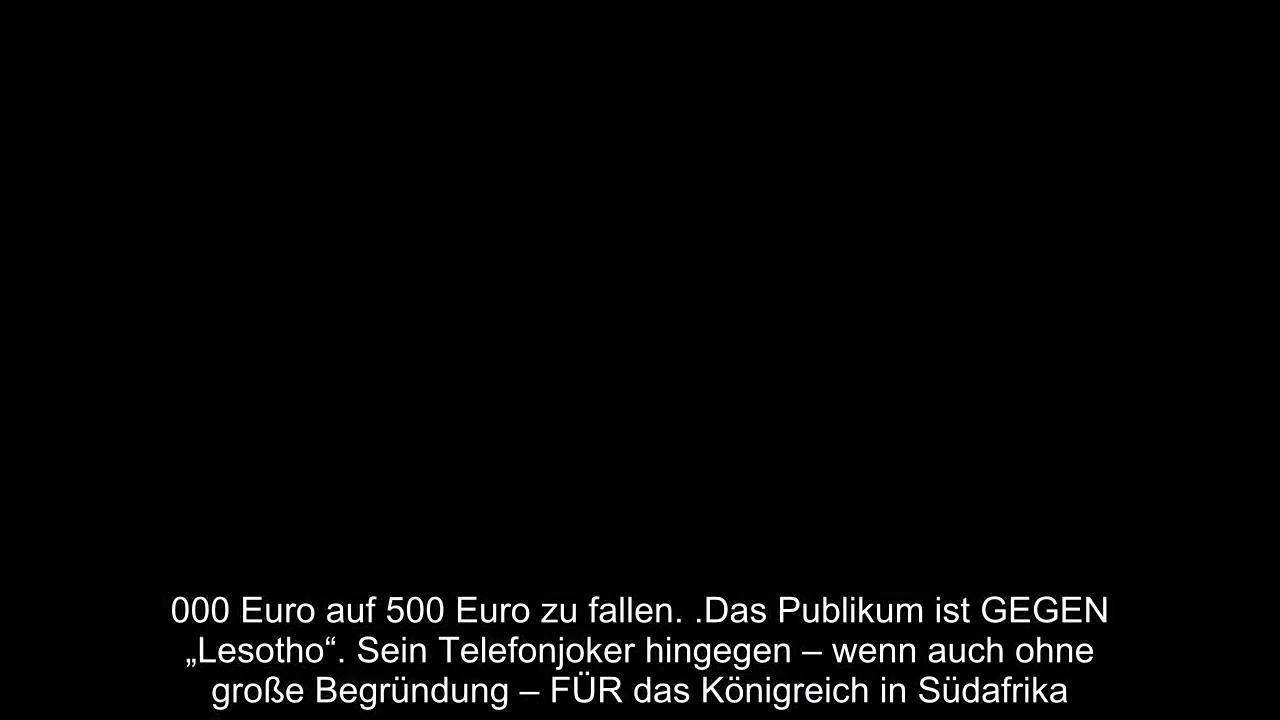 000 Euro auf 500 Euro zu fallen. .Das Publikum ist GEGEN
„Lesotho“. Sein Telefonjoker hingegen – wenn auch ohne
große Begründung – FÜR das Königreich in Südafrika